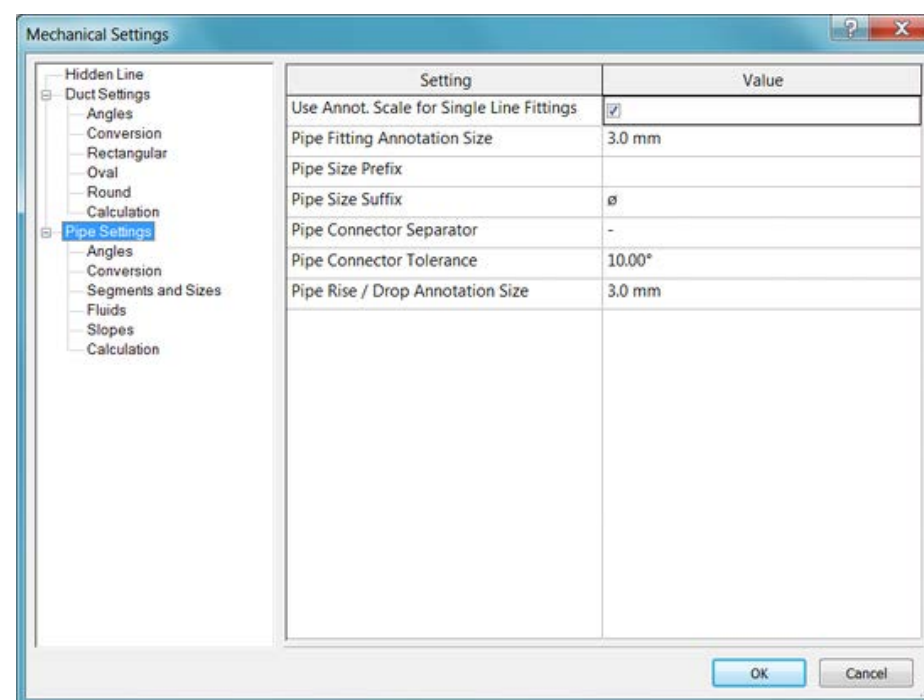 Mechanical Settings
?
X
Hidden Line
Duct Settings
Angles
Conversion
Rectangular
Oval
Round
Calculation
Pipe Settings
Angles
Conversion
Segments and Sizes
Fluids
Slopes
Calculation
Setting Value
Use Annot. Scale for Single Line Fittings
Pipe Fitting Annotation Size 3.0 mm
Pipe Size Prefix
Pipe Size Suffix ø
Pipe Connector Separator -
Pipe Connector Tolerance 10.00°
Pipe Rise / Drop Annotation Size 3.0 mm
OK Cancel